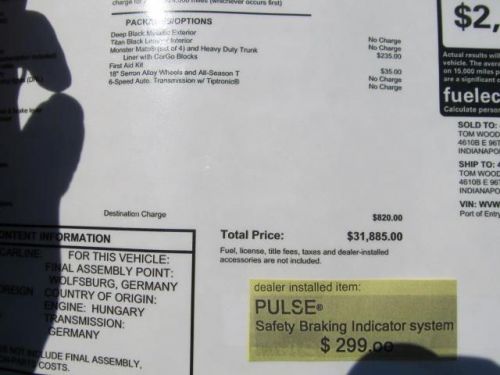 PACKAGES/OPTIONS
Deep Black Metallic Exterior
Titan Black Leather Interior No Charge
Monster Mats® (set of 4) and Heavy Duty Trunk No Charge
Liner with CarGo Blocks $235.00
First Aid Kit $35.00
18" Serron Alloy Wheels and All-Season T No Charge
6-Speed Auto. Transmission w/ Tiptronic® No Charge
$2,
Actual results will
vehicle. The avera
on 15,000 miles p
are a significant c
fuelec
Calculate person
SOLD TO:
TOM WOOD
4610B E 96T
INDIANAPO
SHIP TO:
TOM WOOD
4610B E 96T
INDIANAPO
VIN: WVW
Port of Entry
Destination Charge $820.00
Total Price: $31,885.00
Fuel, license, title fees, taxes and dealer-installed
accessories are not included.
ONTENT INFORMATION
CARLINE: FOR THIS VEHICLE:
FINAL ASSEMBLY POINT:
WOLFSBURG, GERMANY
OREIGN COUNTRY OF ORIGIN:
ENGINE: HUNGARY
TRANSMISSION:
GERMANY
S NOT INCLUDE FINAL ASSEMBLY,
COSTS.
dealer installed item:
PULSE®
Safety Braking Indicator system
$ 299.00